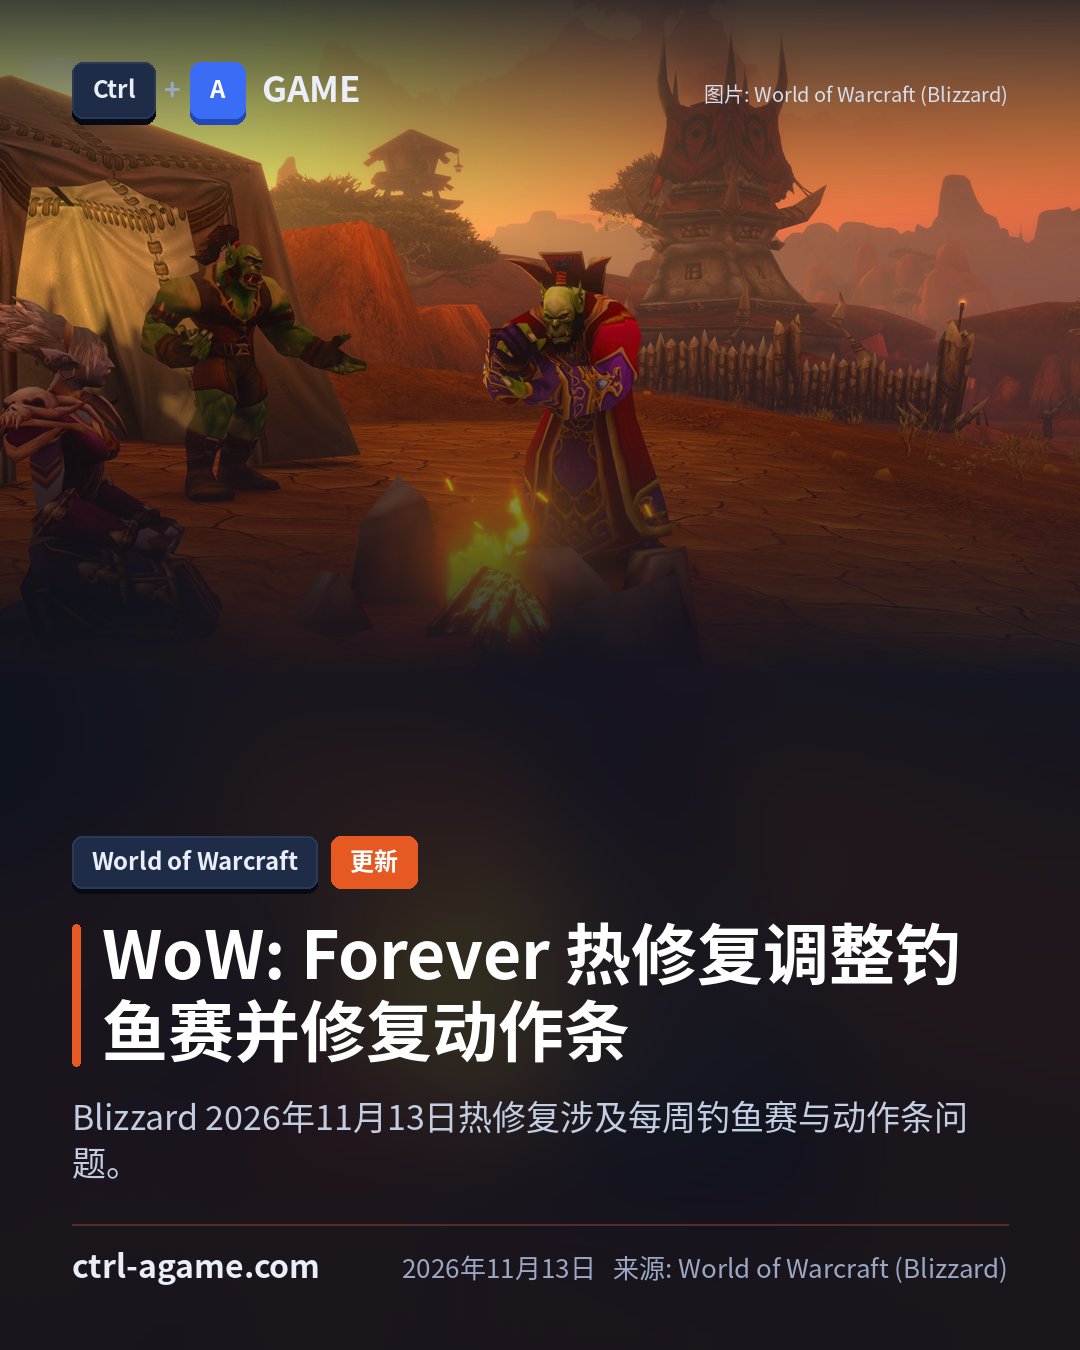 Ctrl + A GAME
图片: World of Warcraft (Blizzard)
World of Warcraft 更新
WoW: Forever 热修复调整钓
鱼赛并修复动作条
Blizzard 2026年11月13日热修复涉及每周钓鱼赛与动作条问
题。
ctrl-agame.com 2026年11月13日 来源: World of Warcraft (Blizzard)